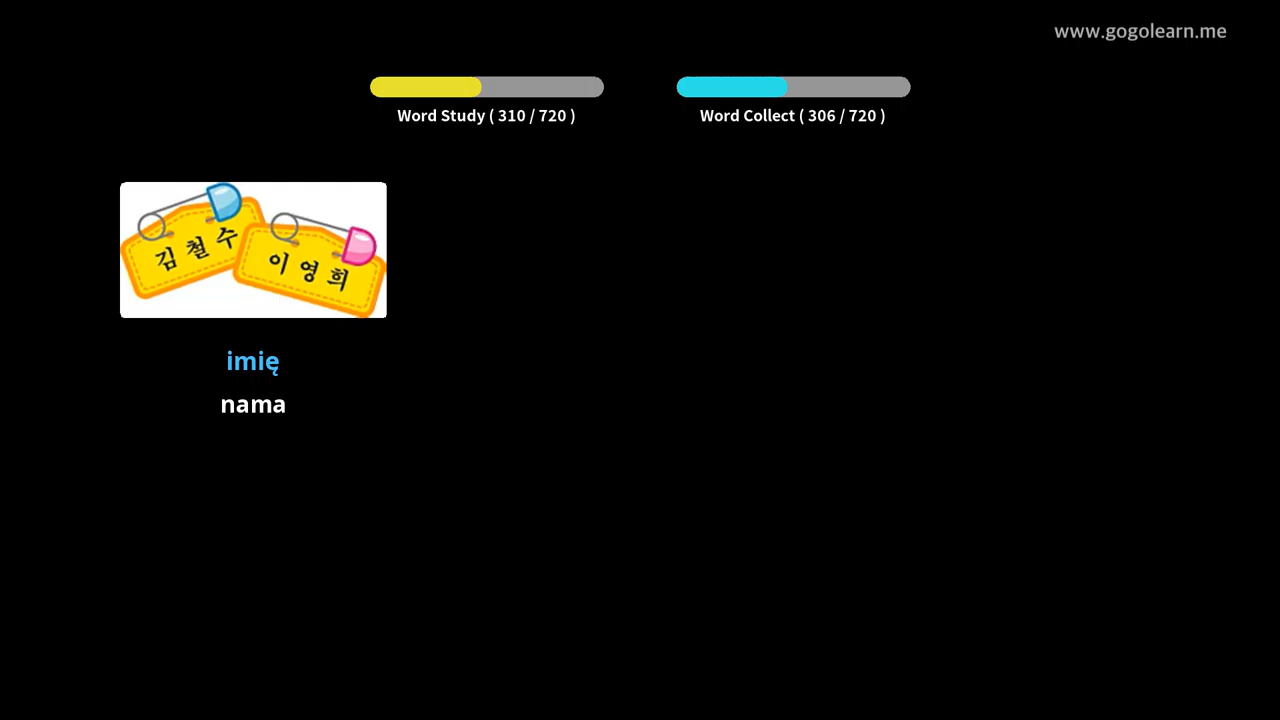 www.gogolearn.me
Word Study ( 310 / 720 )
Word Collect ( 306 / 720 )
김철수
이영희
imię
nama